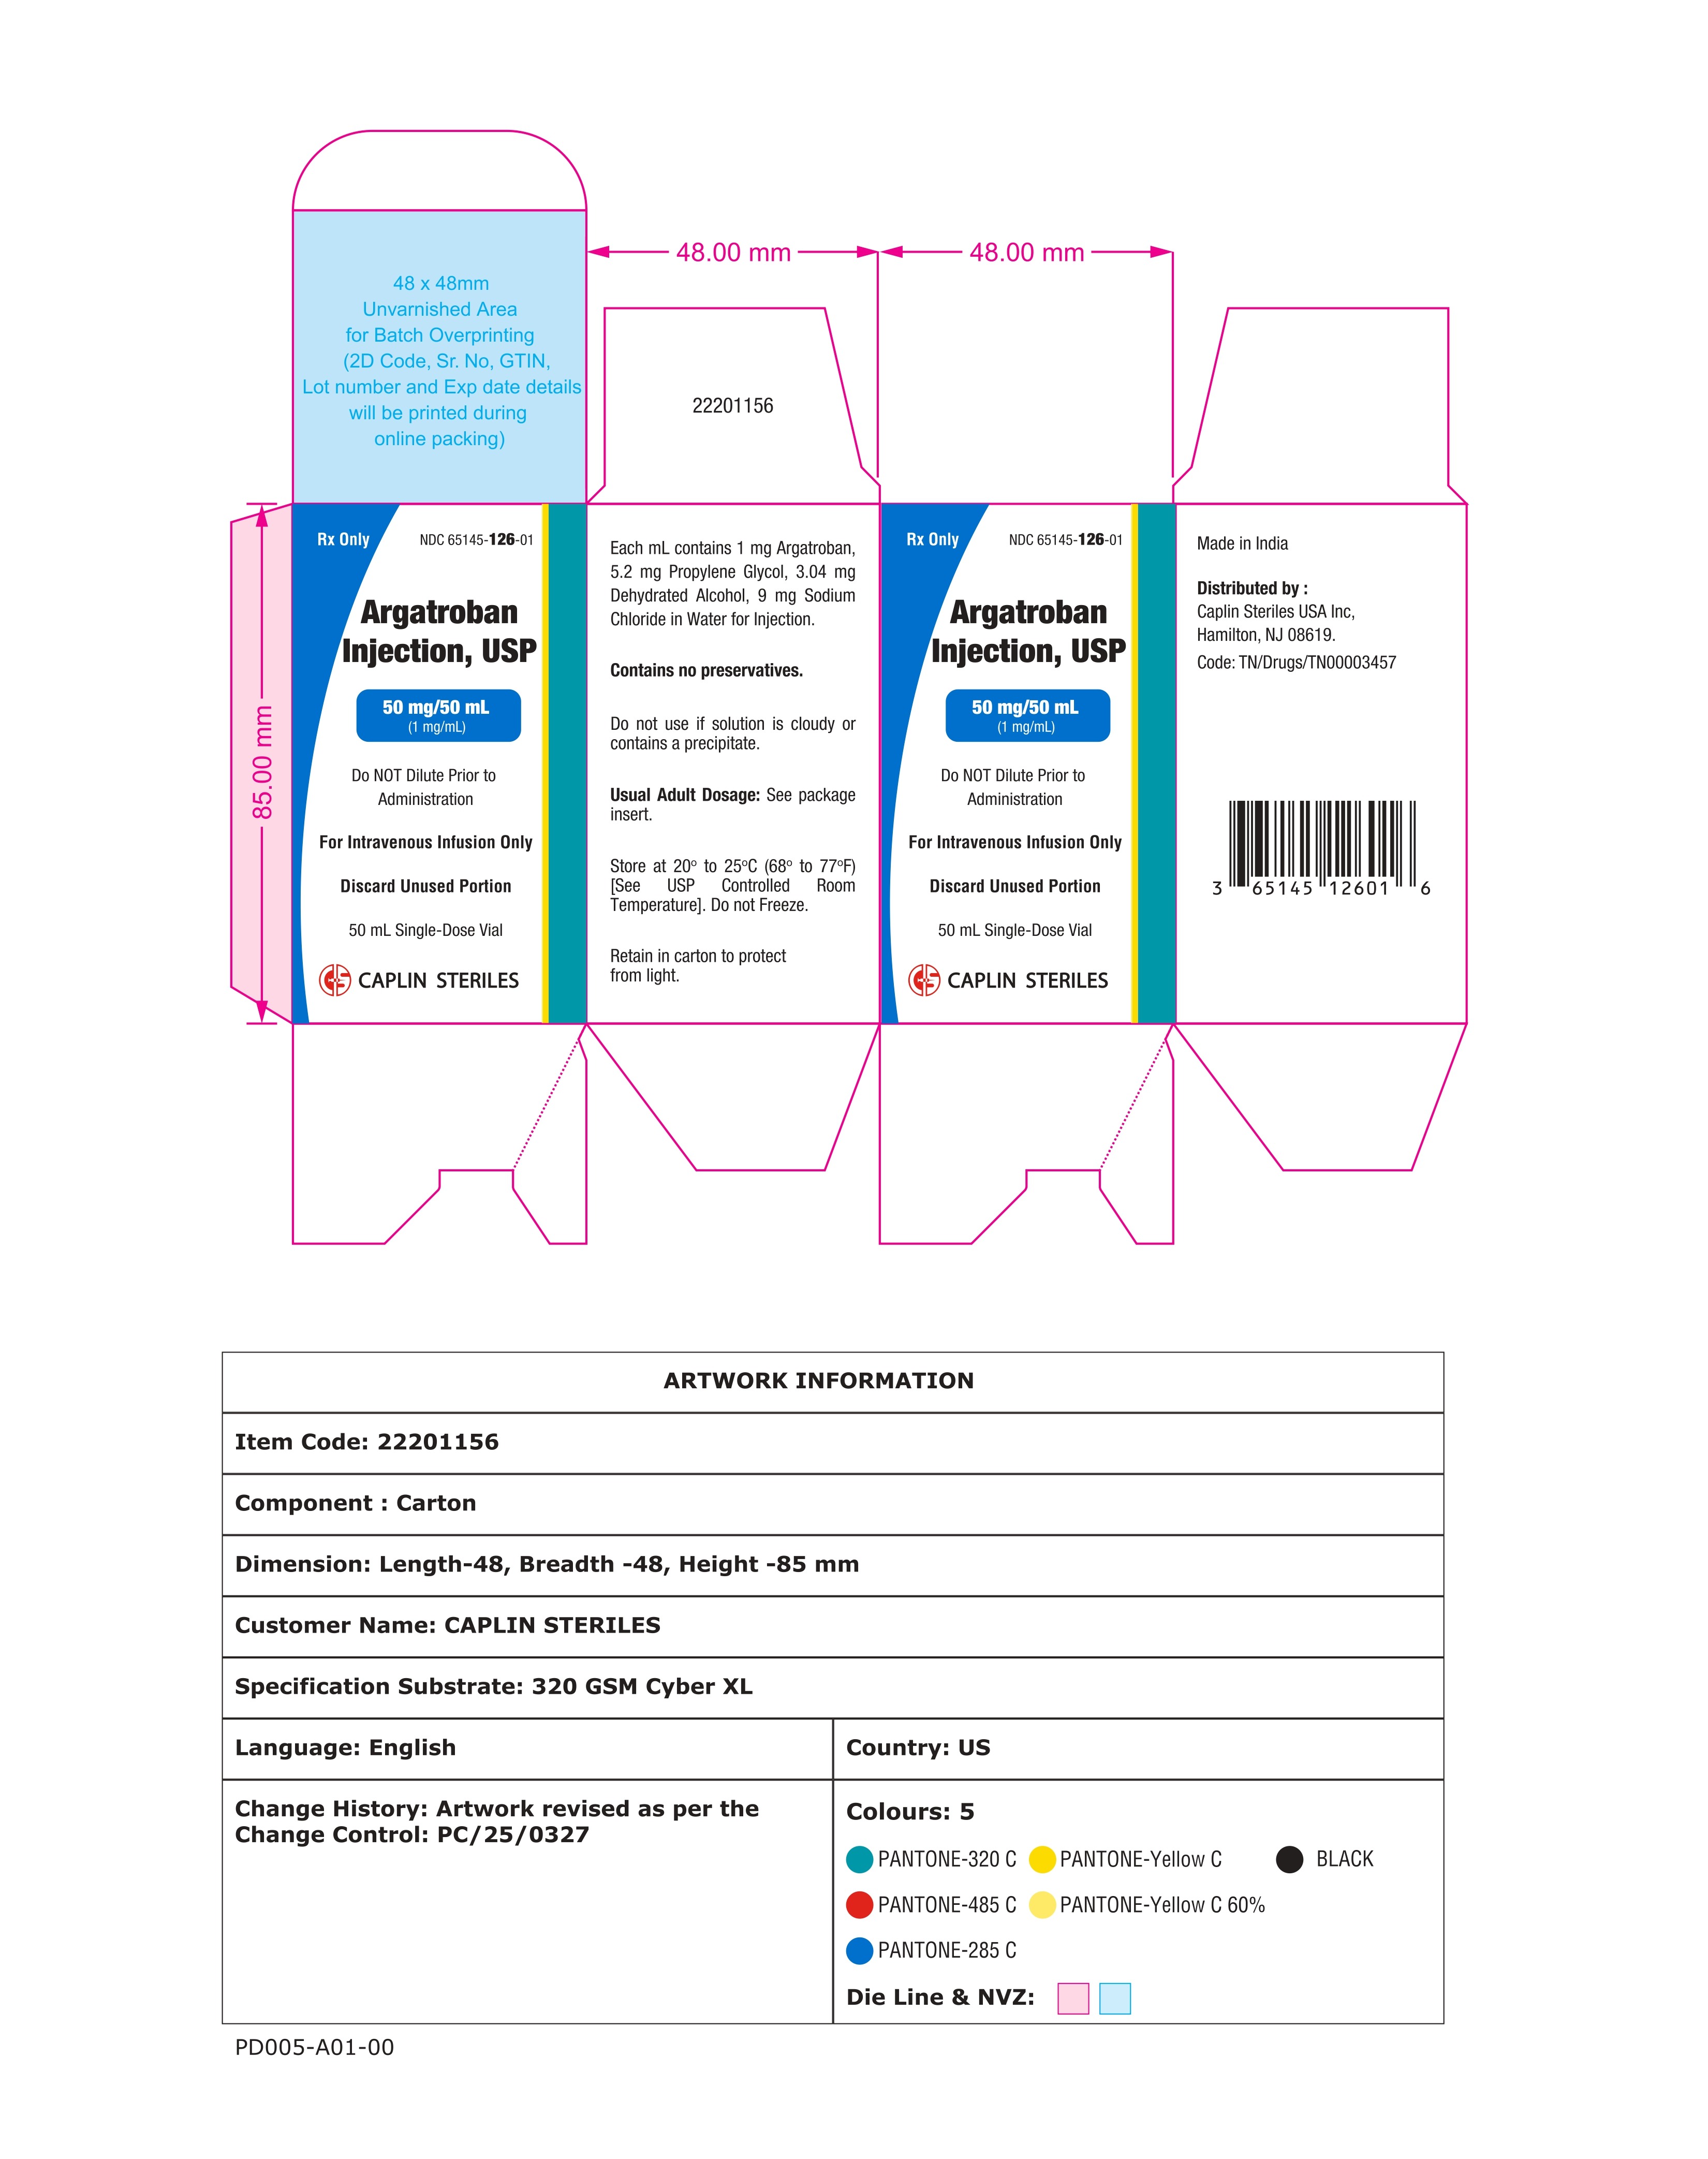 48.00 mm
48.00 mm
48 x 48mm
Unvarnished Area
for Batch Overprinting
(2D Code, Sr. No, GTIN,
Lot number and Exp date details
will be printed during
online packing)
22201156
85.00 mm
Rx Only
NDC 65145-126-01
Argatroban
Injection, USP
50 mg/50 mL
(1 mg/mL)
Do NOT Dilute Prior to
Administration
For Intravenous Infusion Only
Discard Unused Portion
50 mL Single-Dose Vial
CAPLIN STERILES
Each mL contains 1 mg Argatroban,
5.2 mg Propylene Glycol, 3.04 mg
Dehydrated Alcohol, 9 mg Sodium
Chloride in Water for Injection.
Contains no preservatives.
Do not use if solution is cloudy or
contains a precipitate.
Usual Adult Dosage: See package
insert.
Store at 20° to 25°C (68° to 77°F)
[See USP Controlled Room
Temperature]. Do not Freeze.
Retain in carton to protect
from light.
Rx Only
NDC 65145-126-01
Argatroban
Injection, USP
50 mg/50 mL
(1 mg/mL)
Do NOT Dilute Prior to
Administration
For Intravenous Infusion Only
Discard Unused Portion
50 mL Single-Dose Vial
CAPLIN STERILES
Made in India
Distributed by :
Caplin Steriles USA Inc,
Hamilton, NJ 08619.
Code: TN/Drugs/TN00003457
3 65145 12601 6
ARTWORK INFORMATION
Item Code: 22201156
Component : Carton
Dimension: Length-48, Breadth -48, Height -85 mm
Customer Name: CAPLIN STERILES
Specification Substrate: 320 GSM Cyber XL
Language: English
Country: US
Change History: Artwork revised as per the
Change Control: PC/25/0327
Colours: 5
PANTONE-320 C
PANTONE-Yellow C
BLACK
PANTONE-485 C
PANTONE-Yellow C 60%
PANTONE-285 C
Die Line & NVZ:
PD005-A01-00